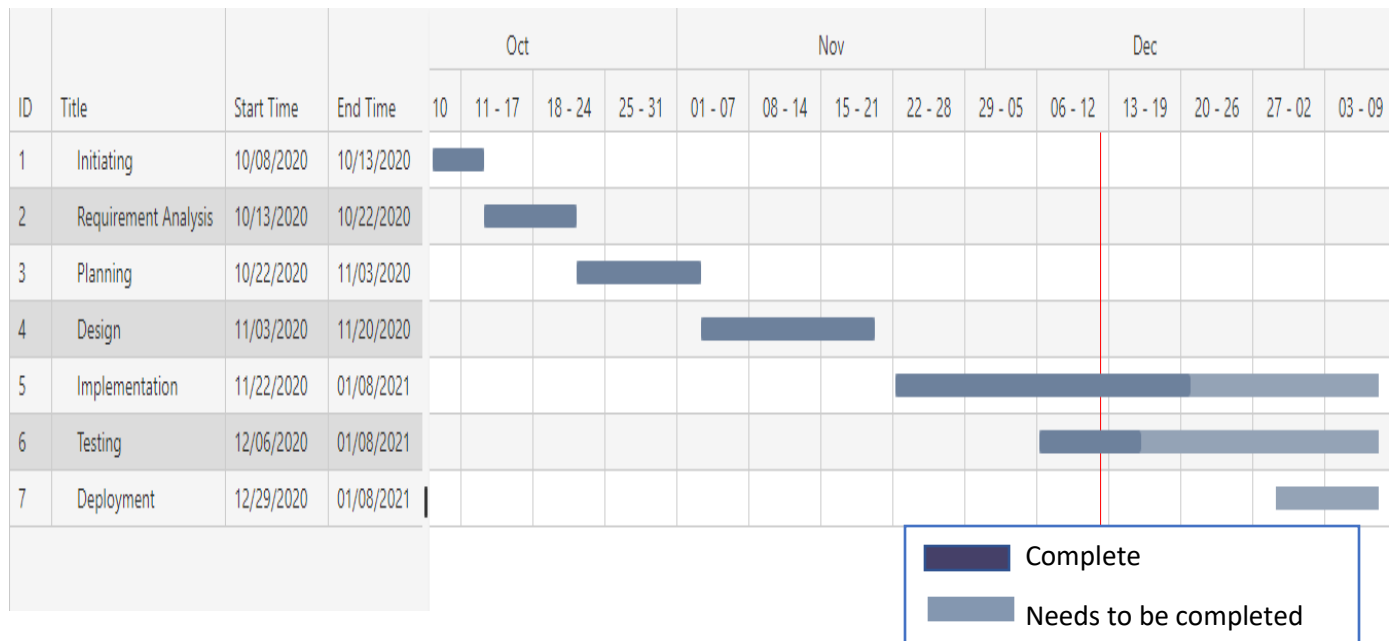 Oct Nov Dec
ID Title Start Time End Time 10 11 - 17 18 - 24 25 - 31 01 - 07 08 - 14 15 - 21 22 - 28 29 - 05 06 - 12 13 - 19 20 - 26 27 - 02 03 - 09
1 Initiating 10/08/2020 10/13/2020
2 Requirement Analysis 10/13/2020 10/22/2020
3 Planning 10/22/2020 11/03/2020
4 Design 11/03/2020 11/20/2020
5 Implementation 11/22/2020 01/08/2021
6 Testing 12/06/2020 01/08/2021
7 Deployment 12/29/2020 01/08/2021
Complete
Needs to be completed